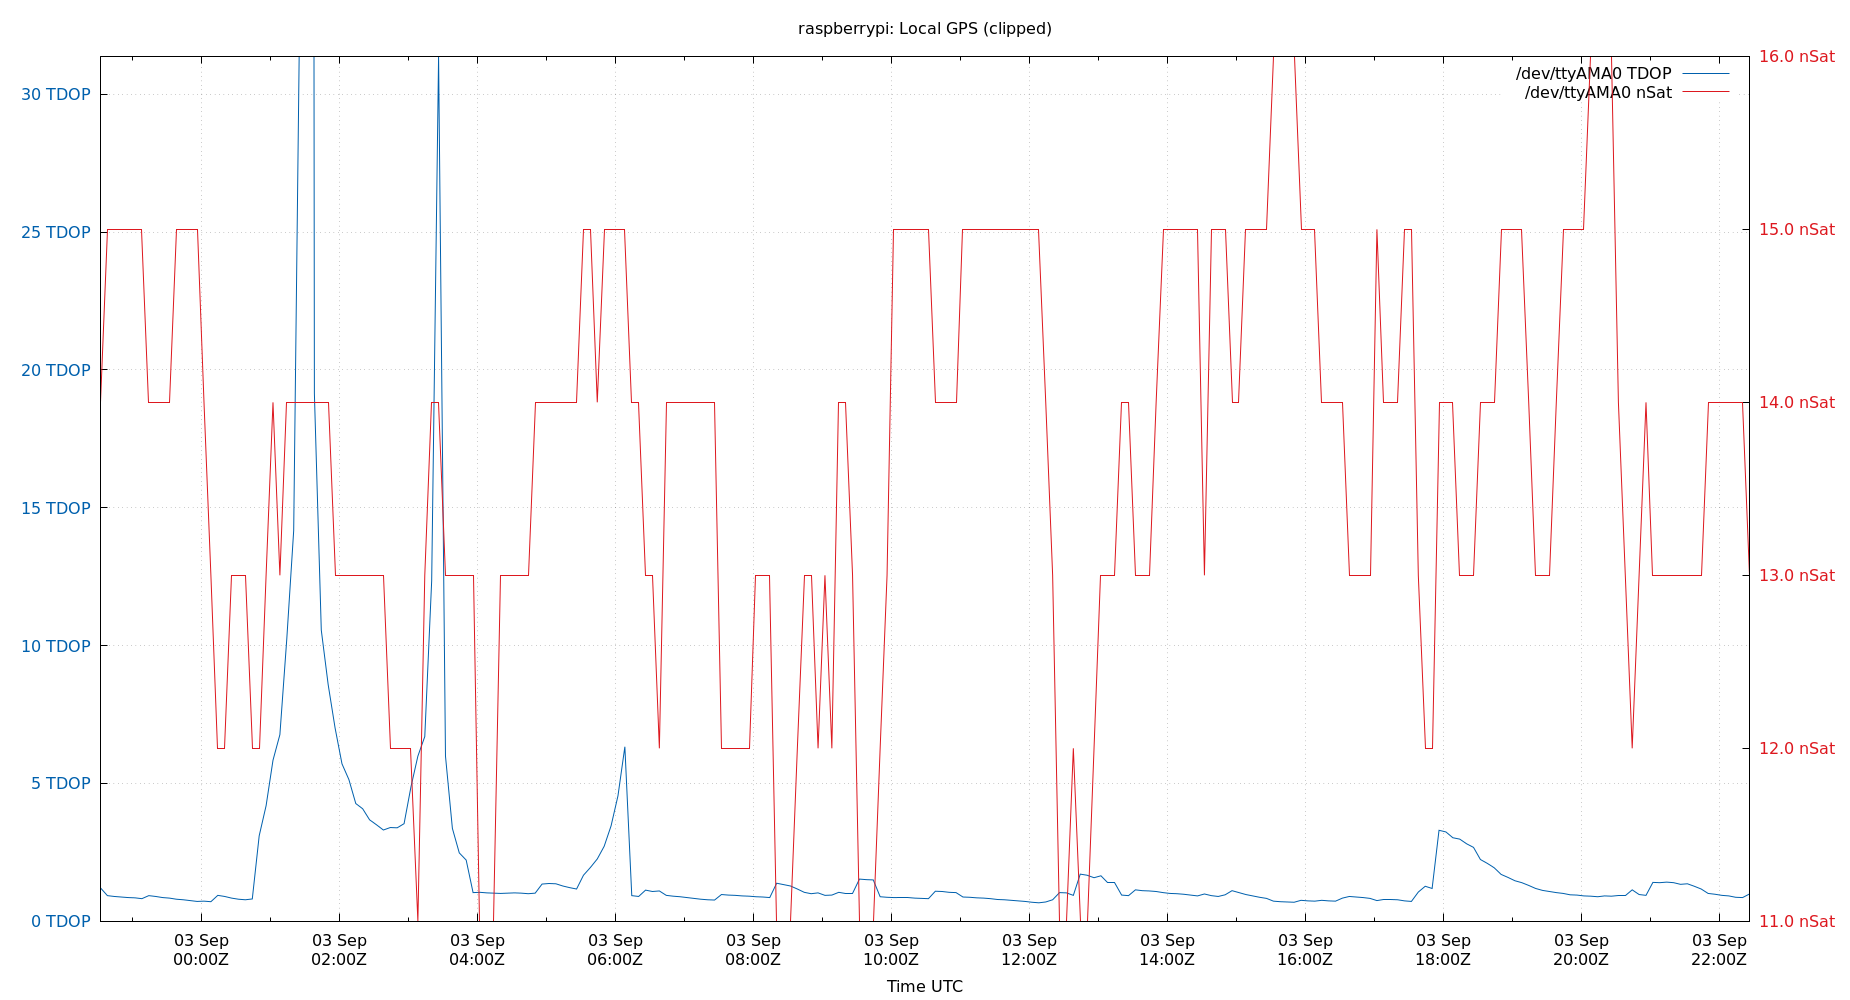 raspberrypi: Local GPS (clipped)
/dev/ttyAMA0 TDOP
/dev/ttyAMA0 nSat
30 TDOP
25 TDOP
20 TDOP
15 TDOP
10 TDOP
5 TDOP
0 TDOP
16.0 nSat
15.0 nSat
14.0 nSat
13.0 nSat
12.0 nSat
11.0 nSat
03 Sep
00:00Z
03 Sep
02:00Z
03 Sep
04:00Z
03 Sep
06:00Z
03 Sep
08:00Z
03 Sep
10:00Z
03 Sep
12:00Z
03 Sep
14:00Z
03 Sep
16:00Z
03 Sep
18:00Z
03 Sep
20:00Z
03 Sep
22:00Z
Time UTC